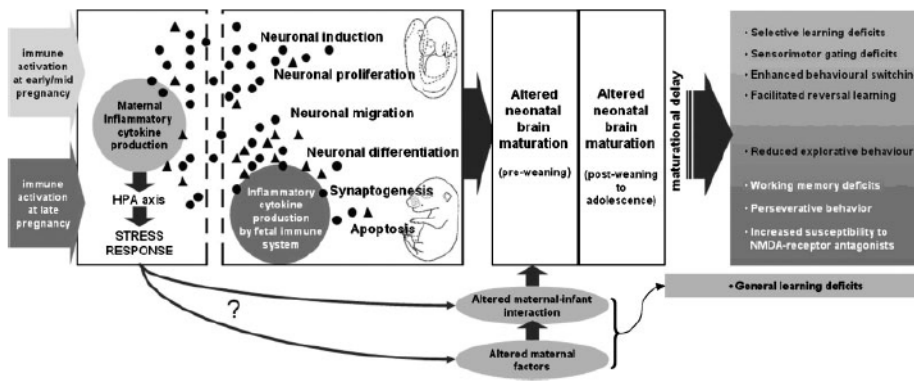 immune
activation
at early/mid
pregnancy
immune
activation
at late
pregnancy
Maternal
Inflammatory
cytokine
production
HPA axis
STRESS
RESPONSE
Neuronal induction
Neuronal proliferation
Neuronal migration
Neuronal differentiation
Synaptogenesis
Apoptosis
Inflammatory
cytokine
production
by fetal immune
system
Altered
neonatal
brain
maturation
(pre-weaning)
Altered
neonatal
brain
maturation
(post-weaning
to
adolescence)
maturational delay
• Selective learning deficits
• Sensorimotor gating deficits
• Enhanced behavioural switching
• Facilitated reversal learning
• Reduced explorative behaviour
• Working memory deficits
• Perseverative behavior
• Increased susceptibility to
NMDA-receptor antagonists
• General learning deficits
?
Altered maternal-infant
interaction
Altered maternal
factors